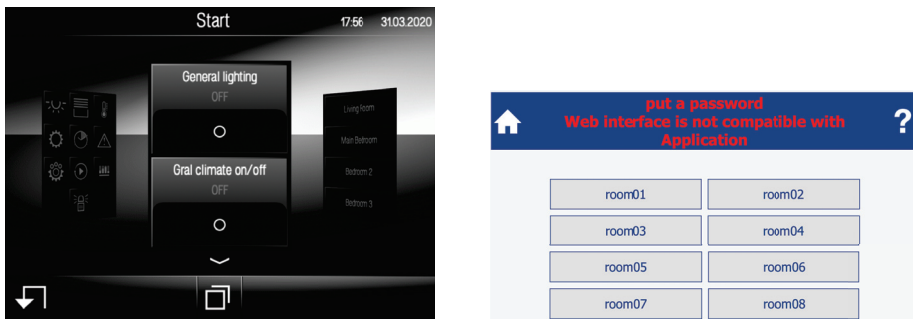 Start
17:56 31.03.2020
General lighting
OFF
Gral climate on/off
OFF
Living Room
Main Bedroom
Bedroom 2
Bedroom 3
put a password
Web interface is not compatible with
Application
?
room01
room02
room03
room04
room05
room06
room07
room08